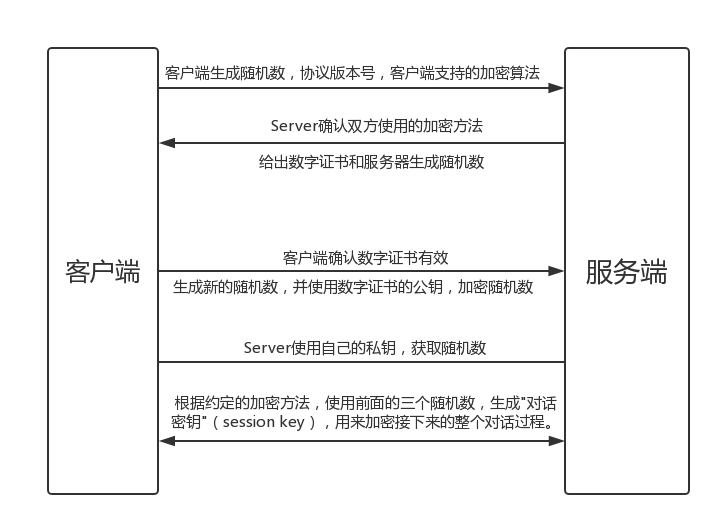 客户端生成随机数，协议版本号，客户端支持的加密算法
Server确认双方使用的加密方法
给出数字证书和服务器生成随机数
客户端
服务端
客户端确认数字证书有效
生成新的随机数，并使用数字证书的公钥，加密随机数
Server使用自己的私钥，获取随机数
根据约定的加密方法，使用前面的三个随机数，生成"对话
密钥"（session key），用来加密接下来的整个对话过程。